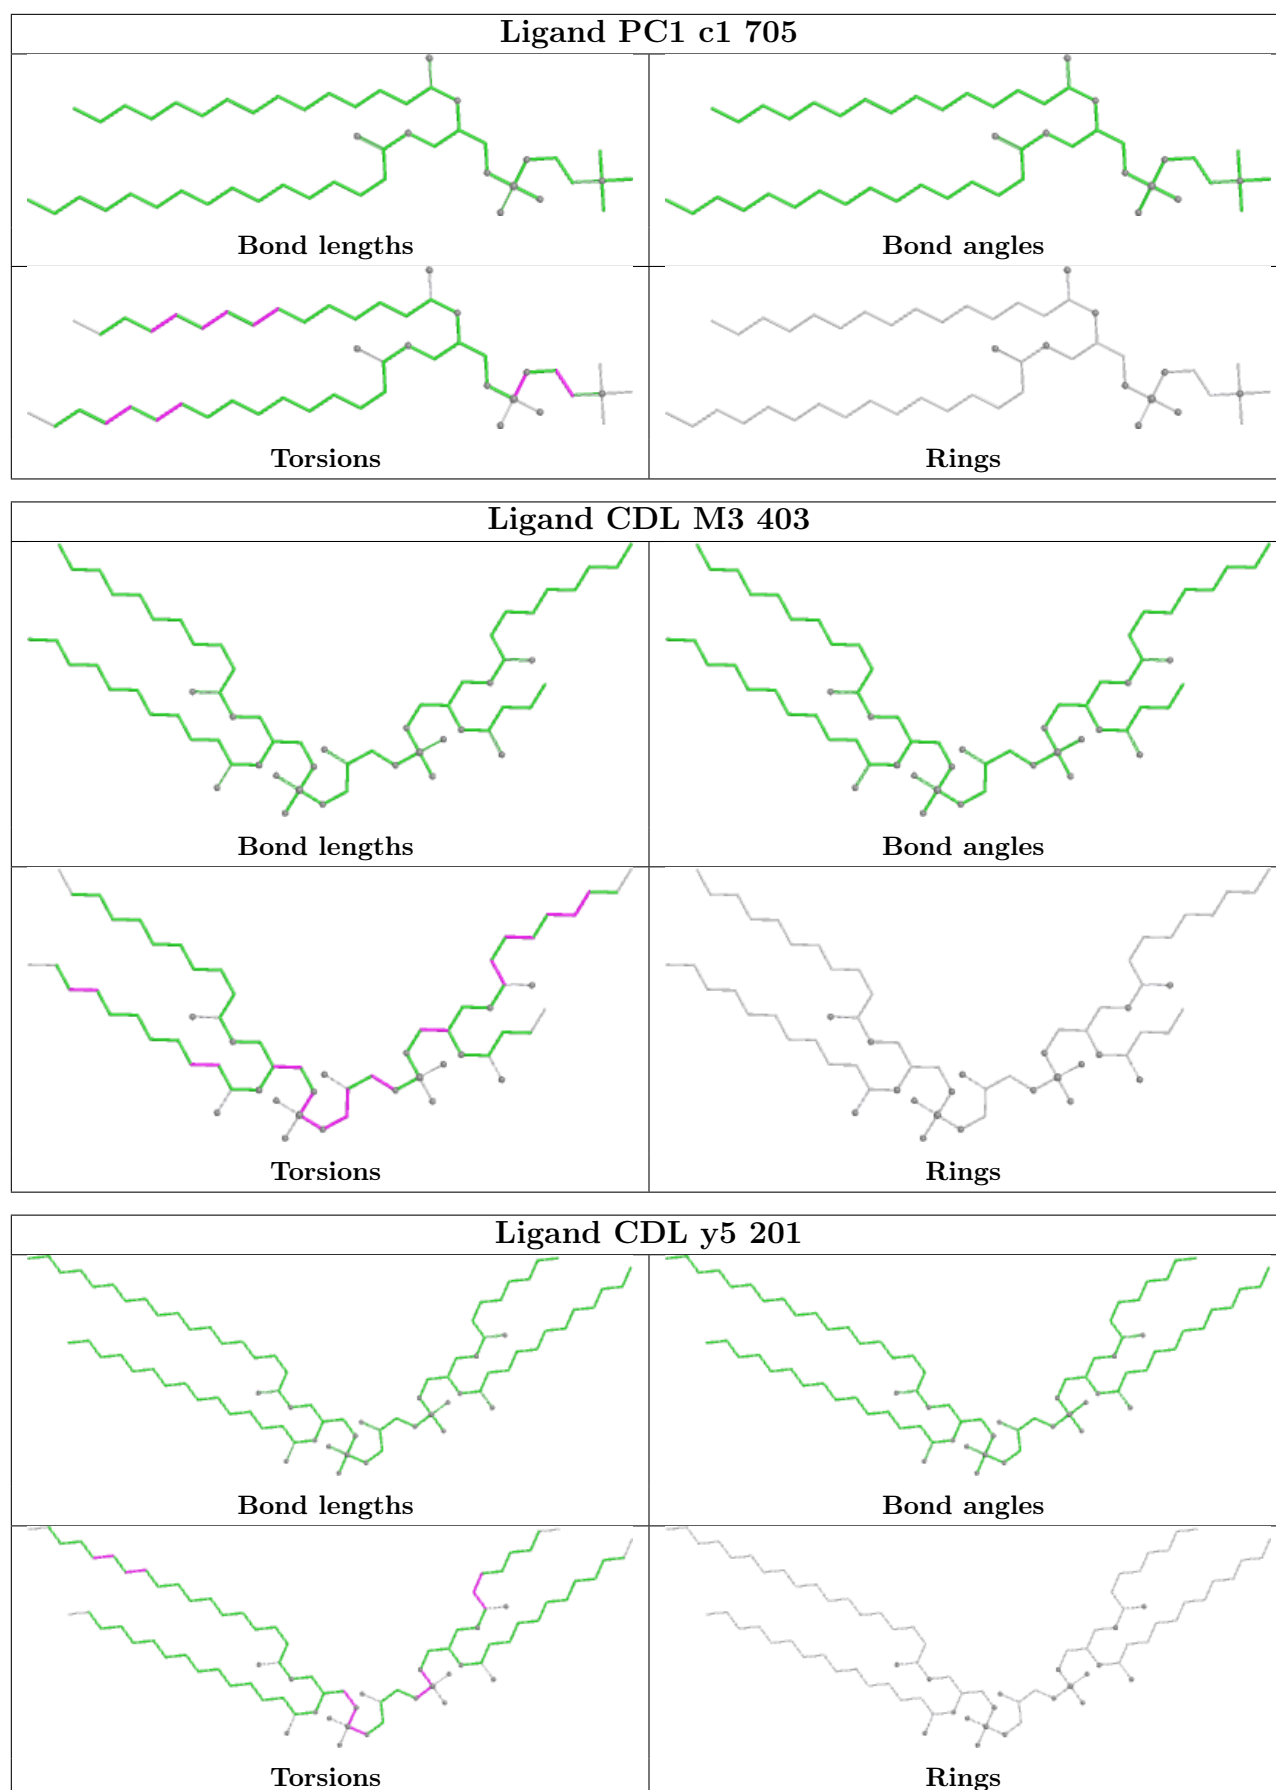 Ligand PC1 c1 705
Bond lengths
Bond angles
Torsions
Rings
Ligand CDL M3 403
Bond lengths
Bond angles
Torsions
Rings
Ligand CDL y5 201
Bond lengths
Bond angles
Torsions
Rings